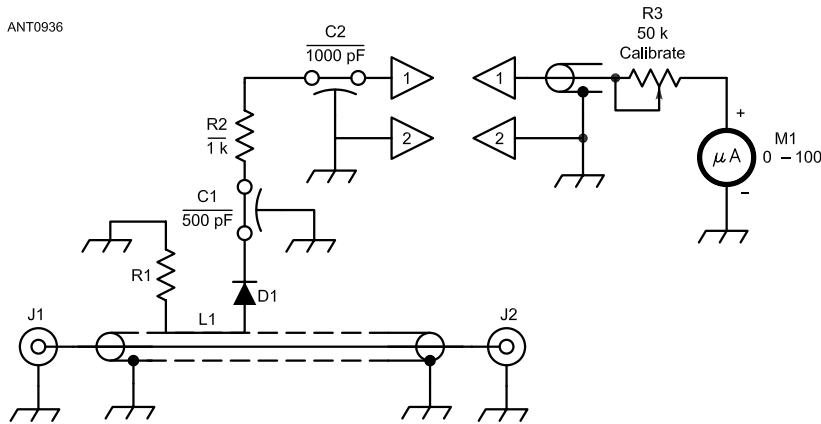 ANT0936
C2
1000 pF
1
2
1
2
R3
50 k
Calibrate
+
μA
−
M1
0 – 100
R2
1 k
C1
500 pF
R1
D1
L1
J1
J2